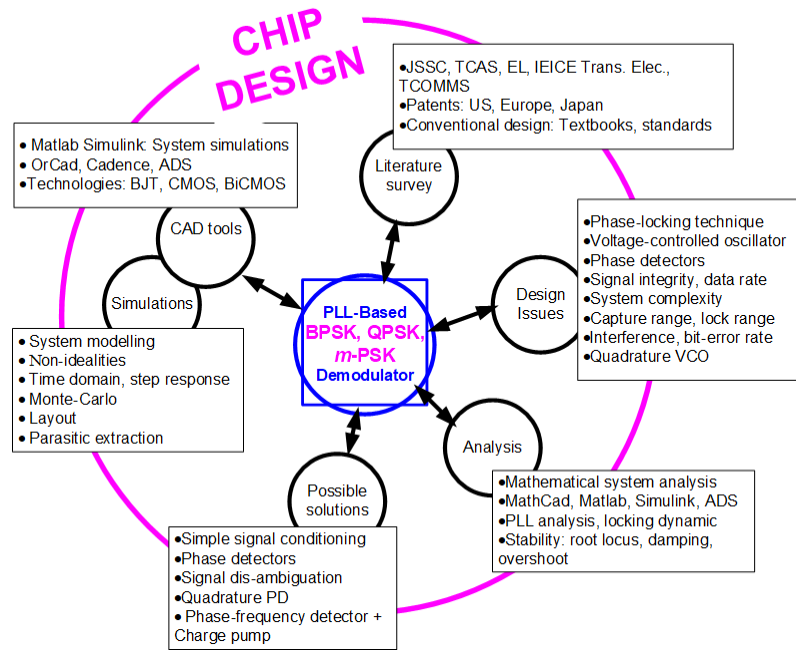 CHIP
DESIGN
●JSSC, TCAS, EL, IEICE Trans. Elec.,
TCOMMS
●Patents: US, Europe, Japan
●Conventional design: Textbooks, standards
Literature
survey
● Matlab Simulink: System simulations
● OrCad, Cadence, ADS
●Technologies: BJT, CMOS, BiCMOS
CAD tools
Simulations
● System modelling
● Non-idealities
● Time domain, step response
● Monte-Carlo
● Layout
● Parasitic extraction
PLL-Based
BPSK, QPSK,
m-PSK
Demodulator
Design
Issues
●Phase-locking technique
●Voltage-controlled oscillator
●Phase detectors
●Signal integrity, data rate
●System complexity
●Capture range, lock range
●Interference, bit-error rate
●Quadrature VCO
Analysis
●Mathematical system analysis
●MathCad, Matlab, Simulink, ADS
●PLL analysis, locking dynamic
●Stability: root locus, damping,
overshoot
Possible
solutions
●Simple signal conditioning
●Phase detectors
●Signal dis-ambiguation
●Quadrature PD
● Phase-frequency detector +
Charge pump